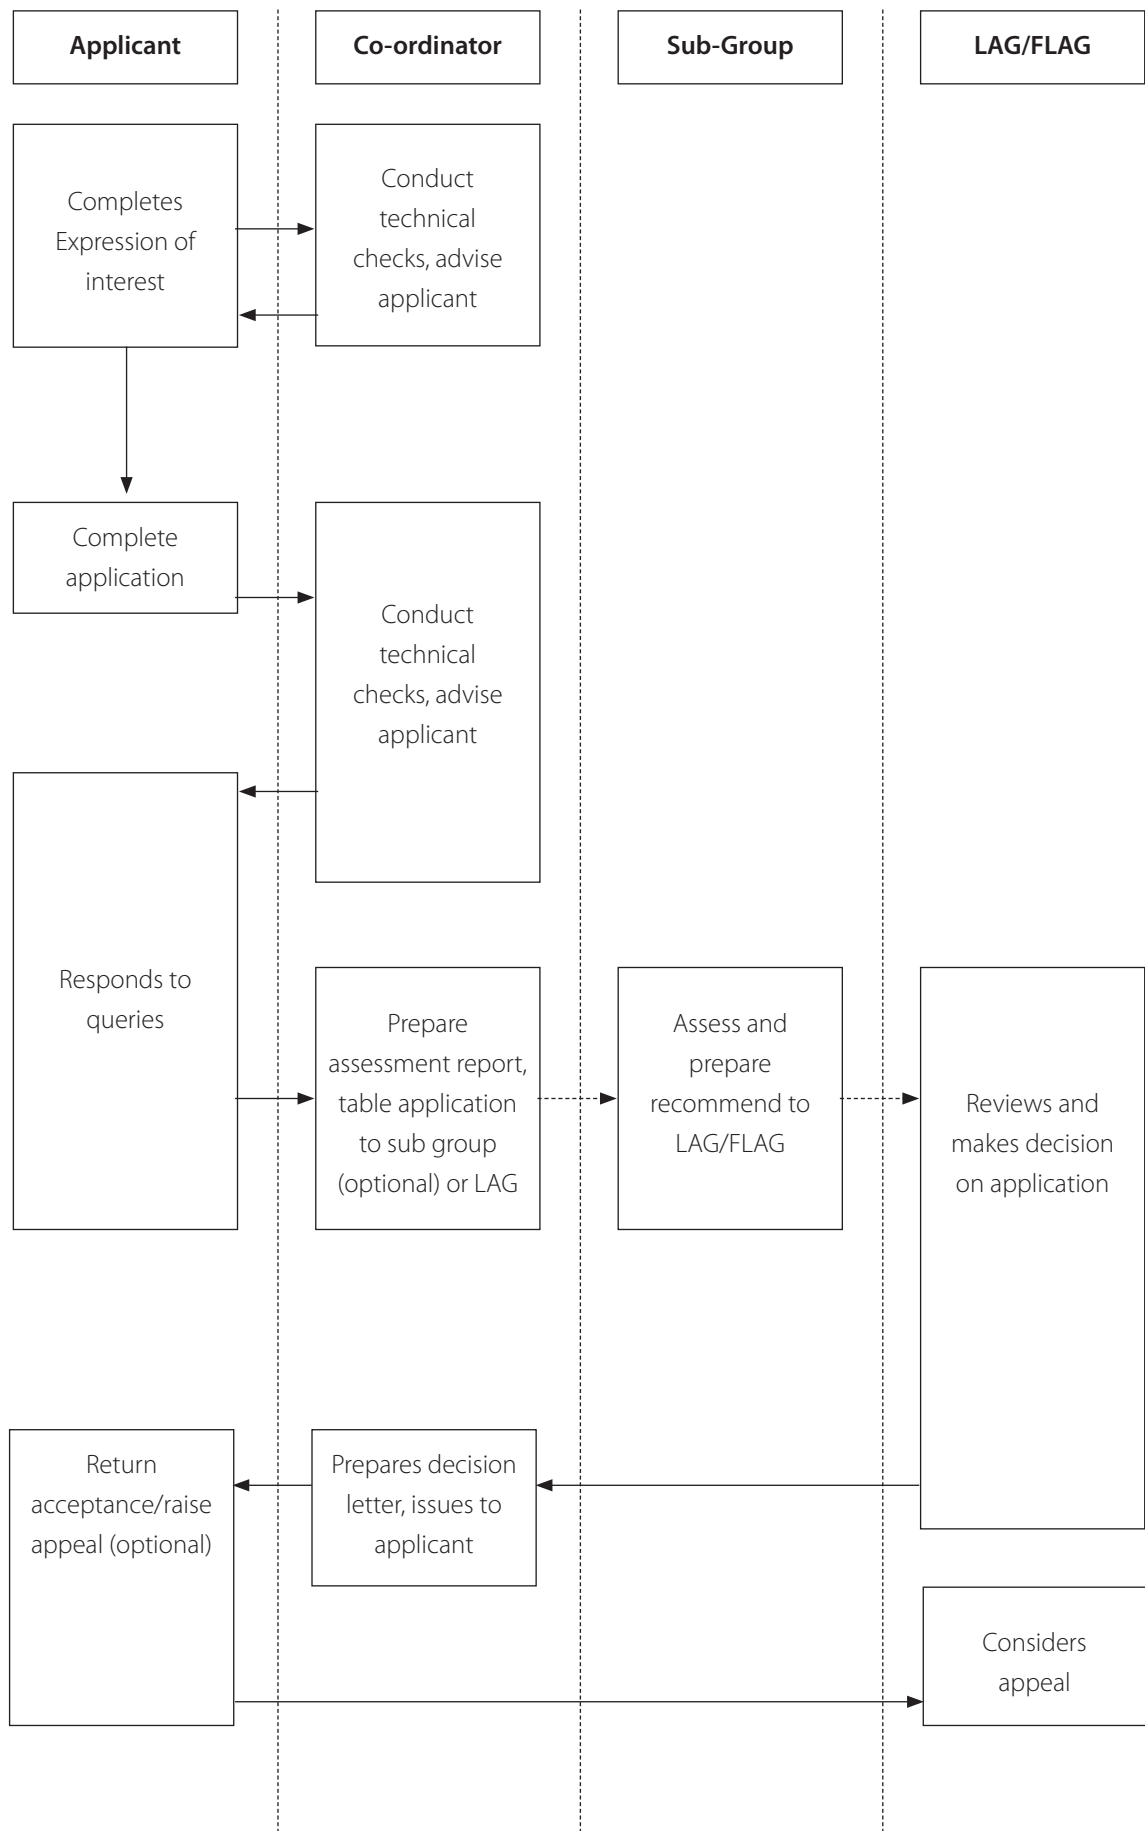 Applicant
Co-ordinator
Sub-Group
LAG/FLAG
Completes
Expression of
interest
Conduct
technical
checks, advise
applicant
Complete
application
Conduct
technical
checks, advise
applicant
Responds to
queries
Prepare
assessment report,
table application
to sub group
(optional) or LAG
Assess and
prepare
recommend to
LAG/FLAG
Reviews and
makes decision
on application
Return
acceptance/raise
appeal (optional)
Prepares decision
letter, issues to
applicant
Considers
appeal